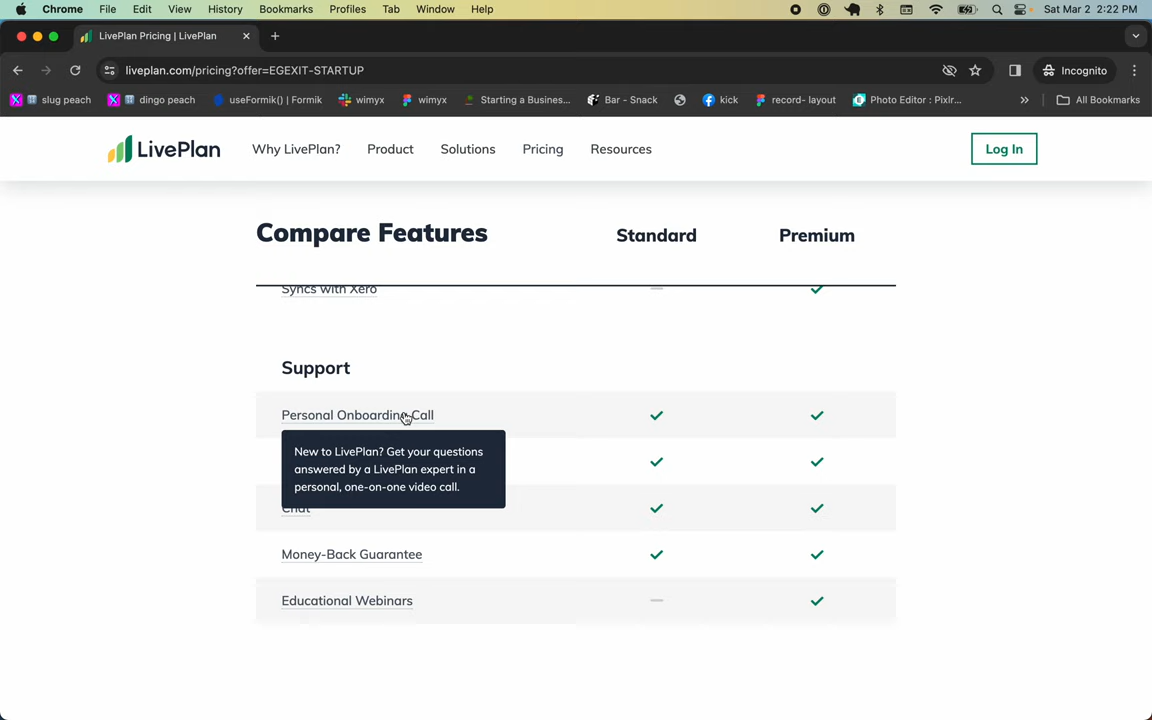 Chrome File Edit View History Bookmarks Profiles Tab Window Help Sat Mar 2 2:22 PM
LivePlan Pricing | LivePlan
liveplan.com/pricing?offer=EGEXIT-STARTUP Incognito
slug peach dingo peach useFormik() | Formik wimyx wimyx Starting a Busines... Bar - Snack kick record- layout Photo Editor : Pixlr... » All Bookmarks
LivePlan Why LivePlan? Product Solutions Pricing Resources Log In
Compare Features Standard Premium
Syncs with Xero
Support
Personal Onboarding Call
New to LivePlan? Get your questions
answered by a LivePlan expert in a
personal, one-on-one video call.
Chat
Money-Back Guarantee
Educational Webinars